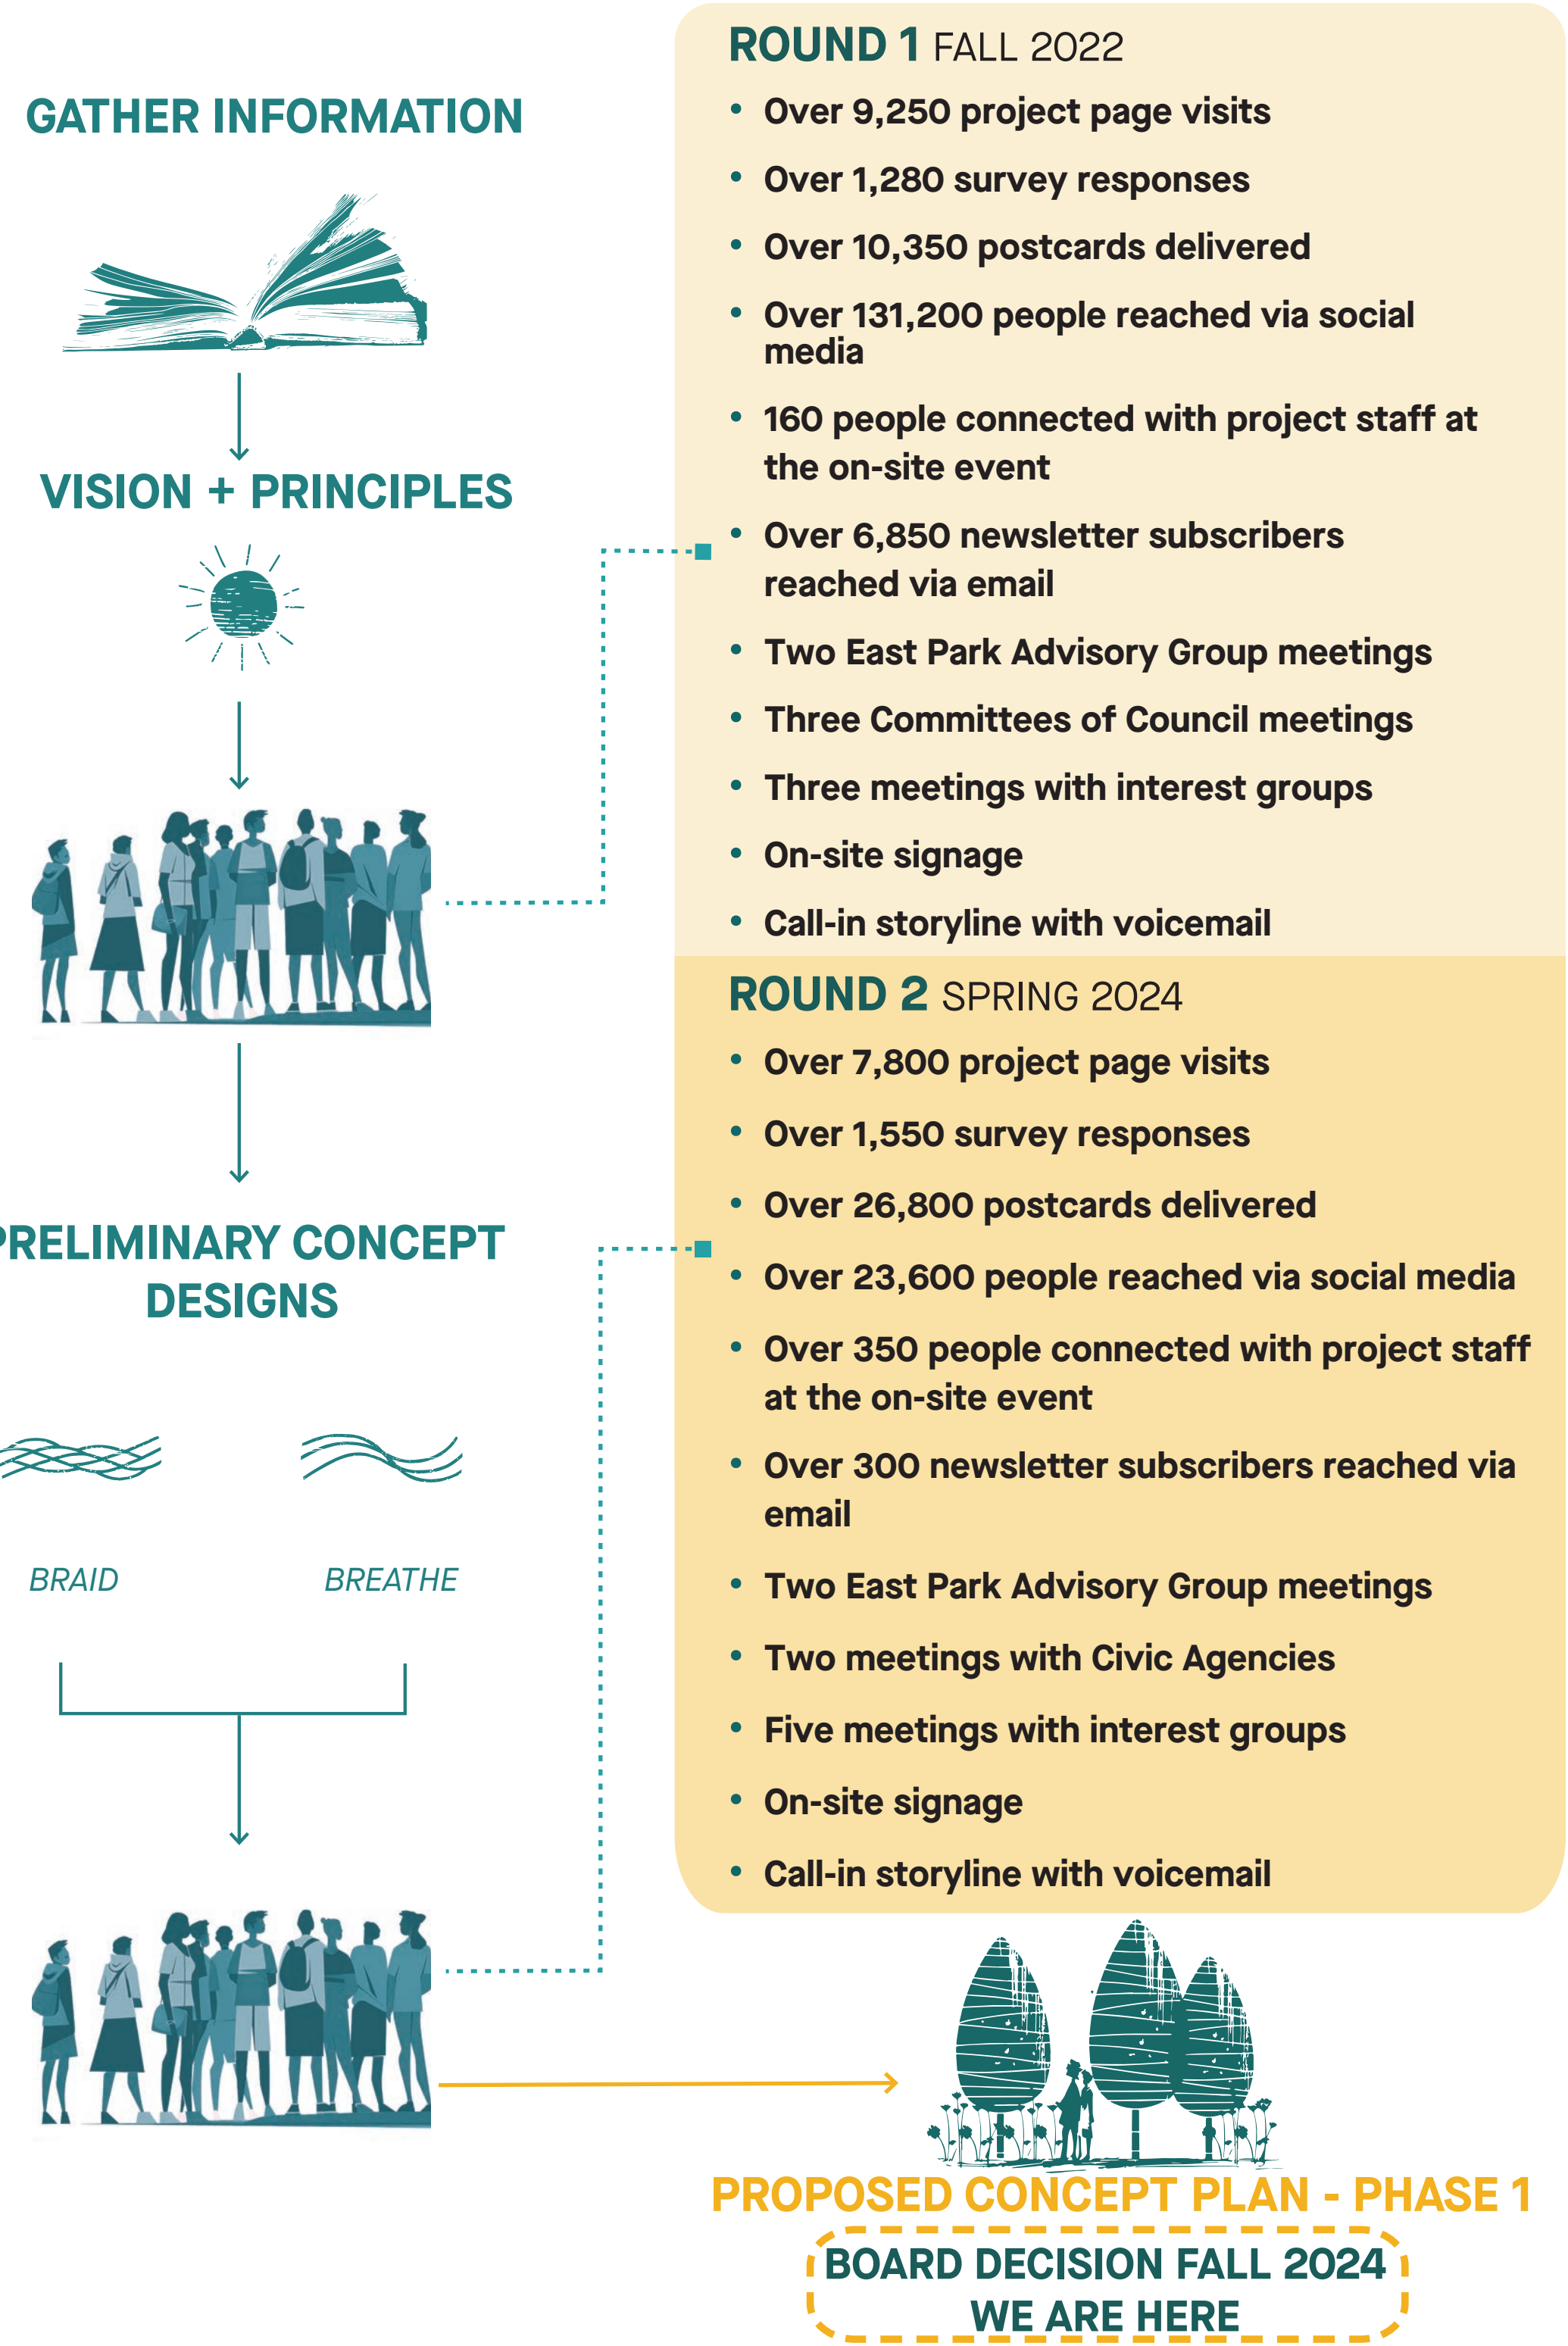 GATHER INFORMATION
VISION + PRINCIPLES
PRELIMINARY CONCEPT
DESIGNS
BRAID
BREATHE
ROUND 1 FALL 2022
• Over 9,250 project page visits
• Over 1,280 survey responses
• Over 10,350 postcards delivered
• Over 131,200 people reached via social
media
• 160 people connected with project staff at
the on-site event
• Over 6,850 newsletter subscribers
reached via email
• Two East Park Advisory Group meetings
• Three Committees of Council meetings
• Three meetings with interest groups
• On-site signage
• Call-in storyline with voicemail
ROUND 2 SPRING 2024
• Over 7,800 project page visits
• Over 1,550 survey responses
• Over 26,800 postcards delivered
• Over 23,600 people reached via social media
• Over 350 people connected with project staff
at the on-site event
• Over 300 newsletter subscribers reached via
email
• Two East Park Advisory Group meetings
• Two meetings with Civic Agencies
• Five meetings with interest groups
• On-site signage
• Call-in storyline with voicemail
PROPOSED CONCEPT PLAN - PHASE 1
BOARD DECISION FALL 2024
WE ARE HERE